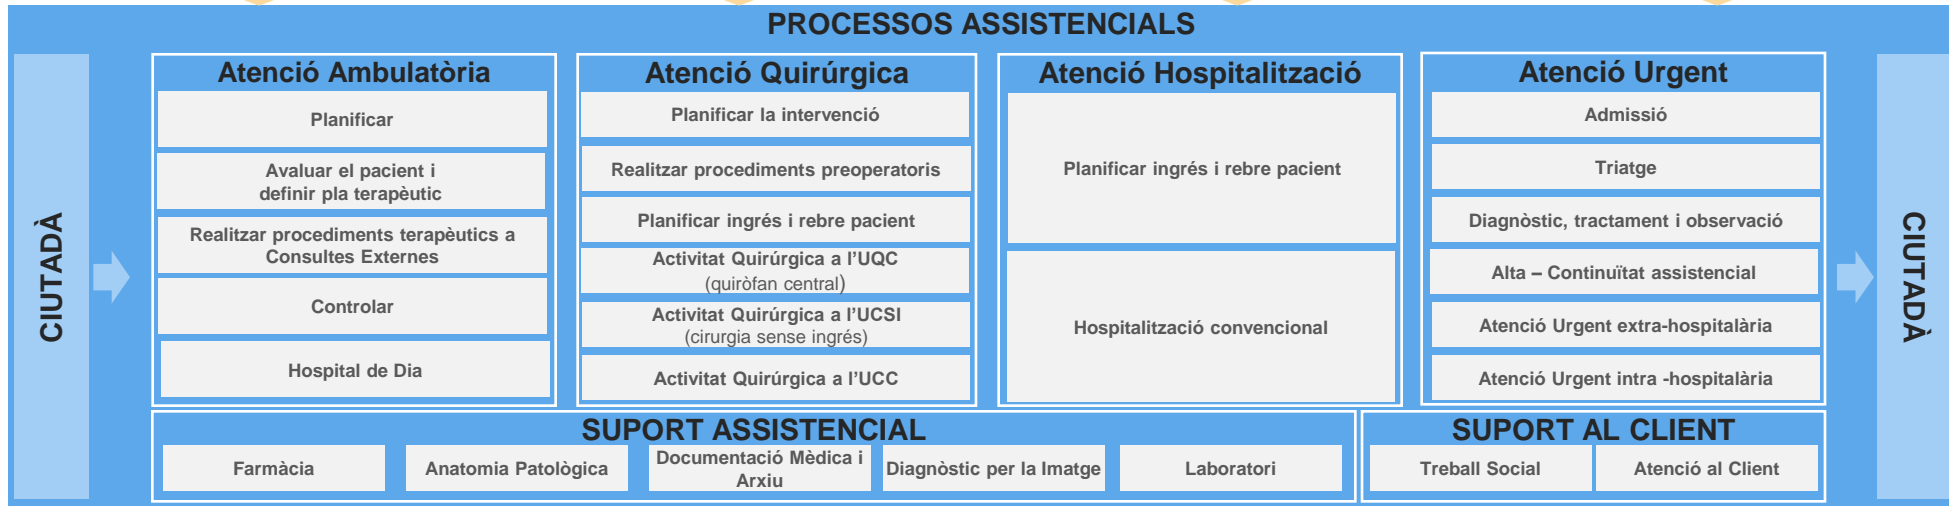 PROCESSOS ASSISTENCIALS
CIUTADÀ
Atenció Ambulatòria
Planificar
Avaluar el pacient i
definir pla terapèutic
Realitzar procediments terapèutics a
Consultes Externes
Controlar
Hospital de Dia
Atenció Quirúrgica
Planificar la intervenció
Realitzar procediments preoperatoris
Planificar ingrés i rebre pacient
Activitat Quirúrgica a l’UQC
(quiròfan central)
Activitat Quirúrgica a l’UCSI
(cirurgia sense ingrés)
Activitat Quirúrgica a l’UCC
Atenció Hospitalització
Planificar ingrés i rebre pacient
Hospitalització convencional
Atenció Urgent
Admissió
Triatge
Diagnòstic, tractament i observació
Alta – Continuïtat assistencial
Atenció Urgent extra-hospitalària
Atenció Urgent intra -hospitalària
SUPORT ASSISTENCIAL
Farmàcia
Anatomia Patològica
Documentació Mèdica i
Arxiu
Diagnòstic per la Imatge
Laboratori
SUPORT AL CLIENT
Treball Social
Atenció al Client
CIUTADÀ